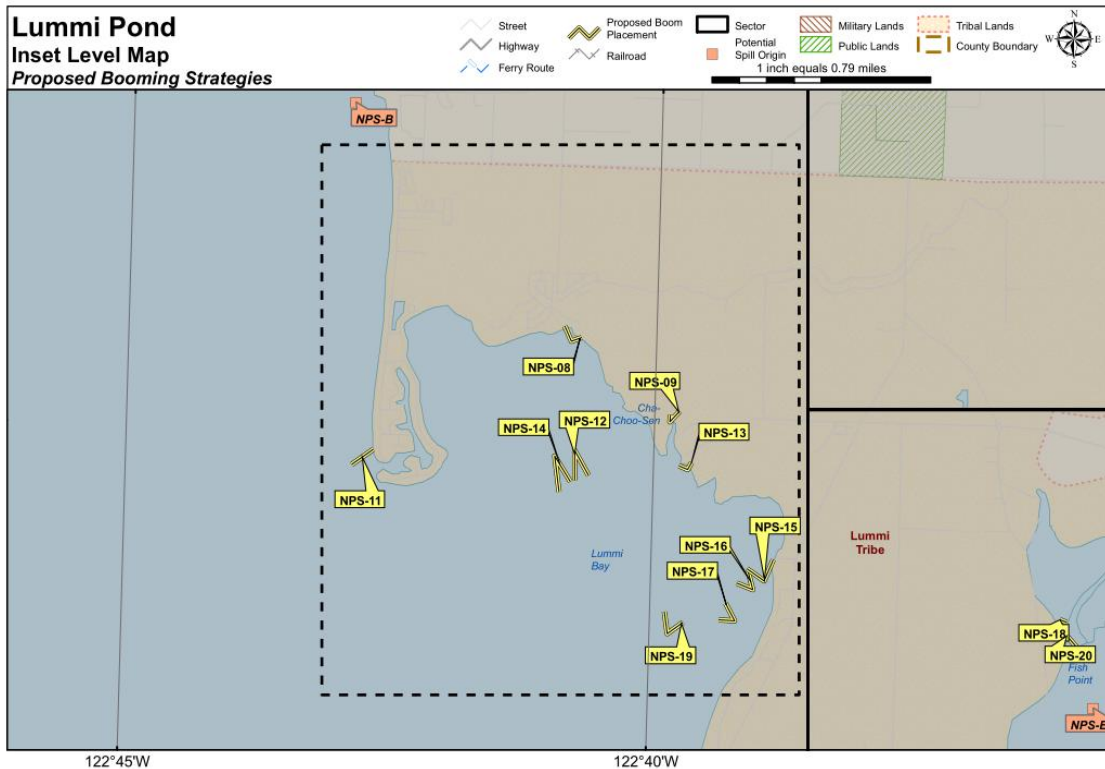 Lummi Pond
Inset Level Map
Proposed Booming Strategies
Street
Highway
Ferry Route
Proposed Boom
Placement
Railroad
Sector
Potential
Spill Origin
Military Lands
Public Lands
Tribal Lands
County Boundary
N
W
E
S
1 inch equals 0.79 miles
NPS-B
NPS-08
NPS-09
Cha-
Choo-Sen
NPS-12
NPS-14
NPS-13
NPS-11
NPS-15
NPS-16
Lummi
Bay
NPS-17
NPS-19
Lummi
Tribe
NPS-18
NPS-20
Fish
Point
122°45'W
122°40'W